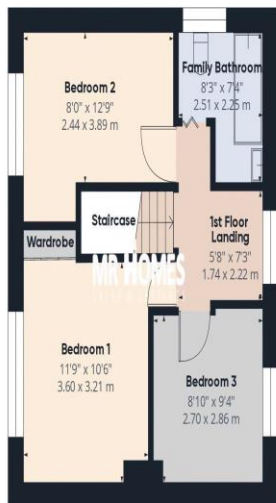 Bedroom 2
8'0" x 12'9"
2.44 x 3.89 m
Family Bathroom
8'3" x 7'4"
2.51 x 2.25 m
Staircase
1st Floor
Landing
5'8" x 7'3"
1.74 x 2.22 m
Wardrobe
MR HOMES
Bedroom 1
11'9" x 10'6"
3.60 x 3.21 m
Bedroom 3
8'10" x 9'4"
2.70 x 2.86 m